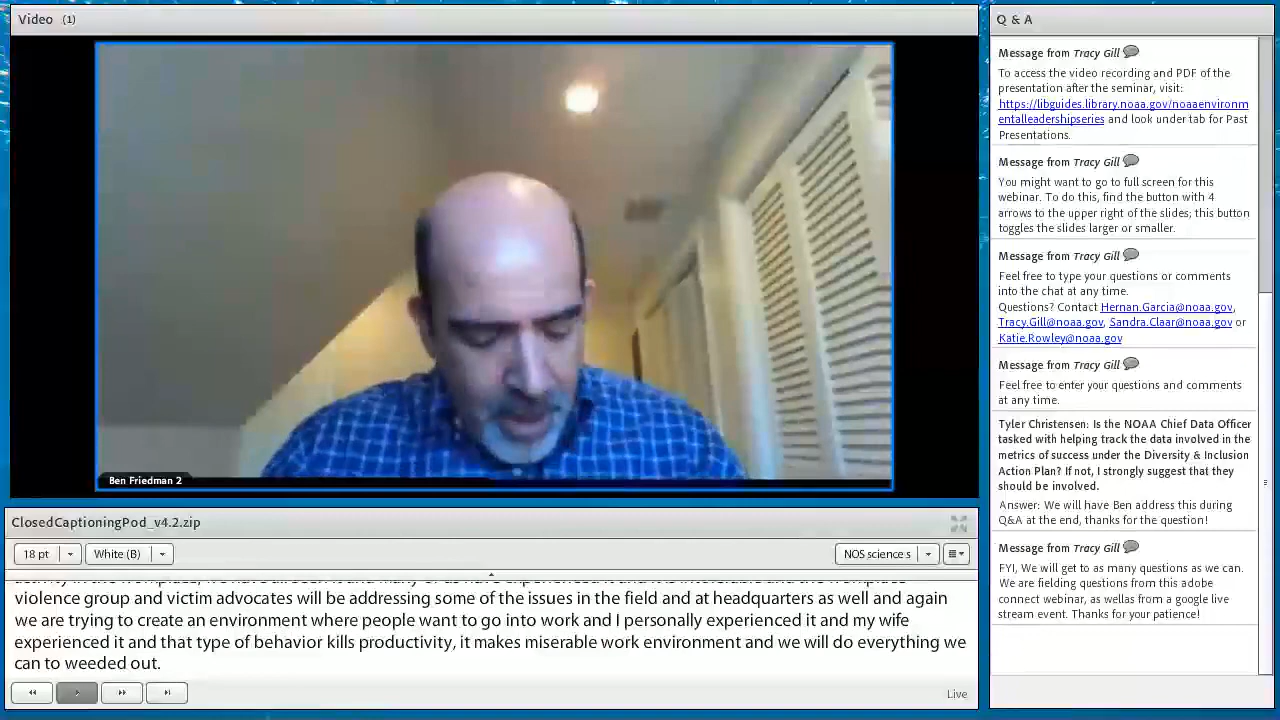 Video (1)
Ben Friedman 2
ClosedCaptioningPod_v4.2.zip
18 pt
White (B)
NOS science s
violence group and victim advocates will be addressing some of the issues in the field and at headquarters as well and again
we are trying to create an environment where people want to go into work and I personally experienced it and my wife
experienced it and that type of behavior kills productivity, it makes miserable work environment and we will do everything we
can to weeded out.
Live
Q & A
Message from Tracy Gill
To access the video recording and PDF of the
presentation after the seminar, visit:
https://libguides.library.noaa.gov/noaaenvironm
entalleadershipseries and look under tab for Past
Presentations.
Message from Tracy Gill
You might want to go to full screen for this
webinar. To do this, find the button with 4
arrows to the upper right of the slides; this button
toggles the slides larger or smaller.
Message from Tracy Gill
Feel free to type your questions or comments
into the chat at any time.
Questions? Contact Hernan.Garcia@noaa.gov,
Tracy.Gill@noaa.gov, Sandra.Claar@noaa.gov or
Katie.Rowley@noaa.gov
Message from Tracy Gill
Feel free to enter your questions and comments
at any time.
Tyler Christensen: Is the NOAA Chief Data Officer
tasked with helping track the data involved in the
metrics of success under the Diversity & Inclusion
Action Plan? If not, I strongly suggest that they
should be involved.
Answer: We will have Ben address this during
Q&A at the end, thanks for the question!
Message from Tracy Gill
FYI, We will get to as many questions as we can.
We are fielding questions from this adobe
connect webinar, as wellas from a google live
stream event. Thanks for your patience!